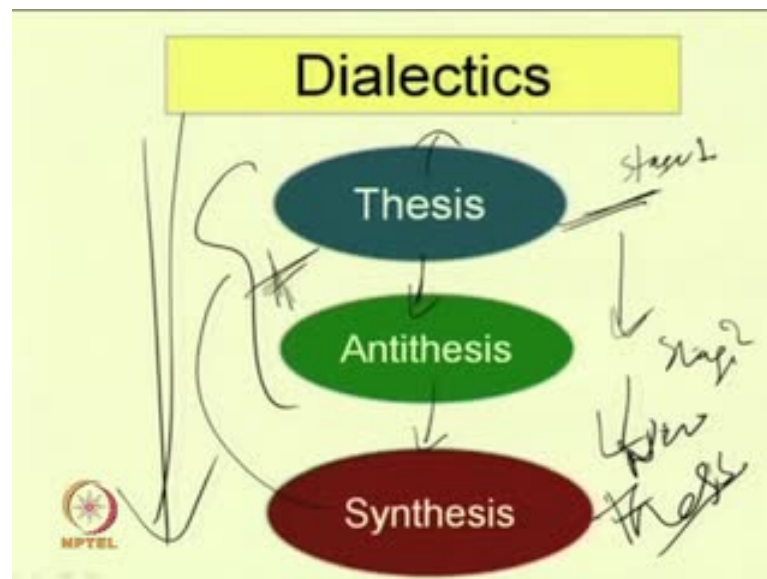 Dialectics
Thesis
stage 1
Antithesis
stage 2
New
Thesis
Synthesis
NPTEL